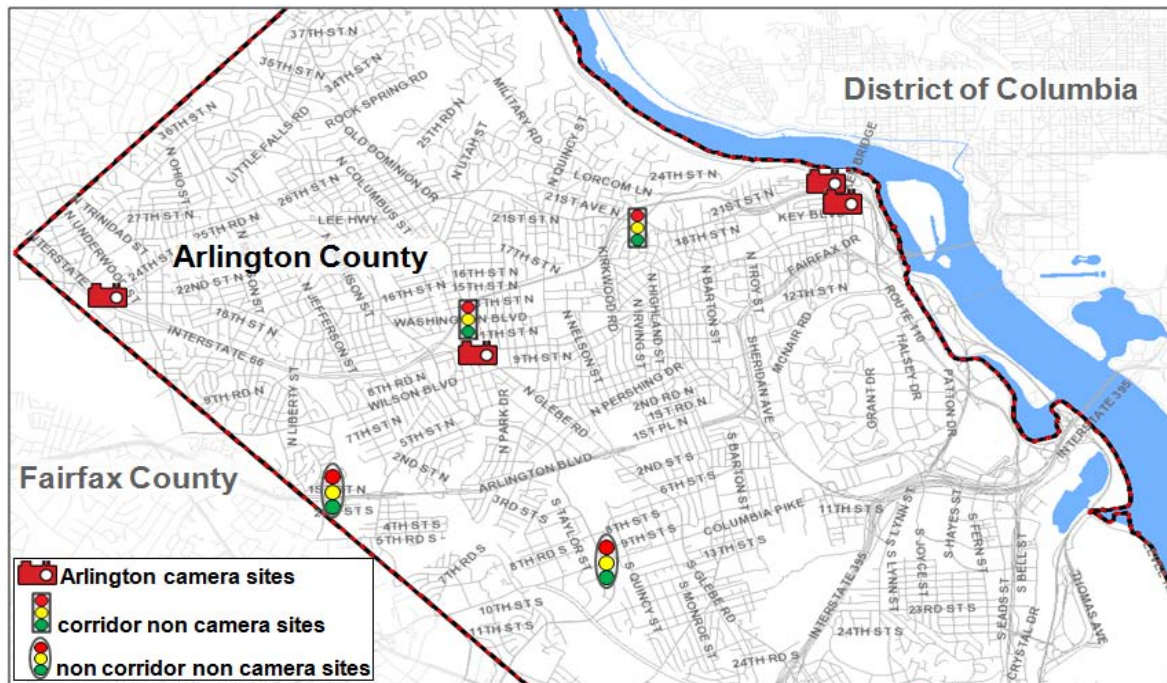 37TH ST N
35TH ST N
34TH ST N
ROCK SPRING RD
MILITARY RD
District of Columbia
36TH ST N
LITTLE FALLS RD
25TH RD N
N UTAH ST
N QUINCY ST
N OHIO ST
OLD DOMINION DR
LORCOM LN
24TH ST N
26TH ST N
N COLUMBUS ST
21ST AVE N
21ST ST N
N TRINIDAD ST
27TH ST N
25TH RD N
LEE HWY
21ST ST N
KEY BLVD
18TH ST N
24TH ST N
Arlington County
17TH ST N
KIRKWOOD RD
FAIRFAX DR
22ND ST N
16TH ST N
15TH ST N
16TH ST N
N HIGHLAND ST
N BARTON ST
N TROY ST
12TH ST N
ROUTE 110
N JEFFERSON ST
WASHINGTON BLVD
N NELSON ST
N IRVING ST
MCNAIR RD
HALSEY DR
18TH ST N
INTERSTATE 66
9TH ST N
SHERIDAN AVE
PATTON DR
GRANT DR
9TH RD N
8TH RD N
WILSON BLVD
N PERSHING DR
2ND RD N
1ST RD N
1ST PL N
INTERSTATE 395
N LIBERTY ST
7TH ST N
5TH ST N
N PARK DR
N GLEBE RD
2ND ST N
ARLINGTON BLVD
2ND ST S
S BARTON ST
Fairfax County
6TH ST S
3RD ST S
4TH ST S
5TH RD S
S TAYLOR ST
8TH ST S
9TH ST S
COLUMBIA PIKE
11TH ST S
S LYNN ST
S HAYES ST
S FERN ST
S BELL ST
7TH RD S
8TH RD S
13TH ST S
S JOYCE ST
Arlington camera sites
S QUINCY ST
S GLEBE RD
INTERSTATE 395
S LYNN ST
THOMAS AVE
10TH ST S
11TH ST S
S MONROE ST
23RD ST S
24TH ST S
S EADS ST
CRYSTAL DR
corridor non camera sites
24TH RD S
non corridor non camera sites